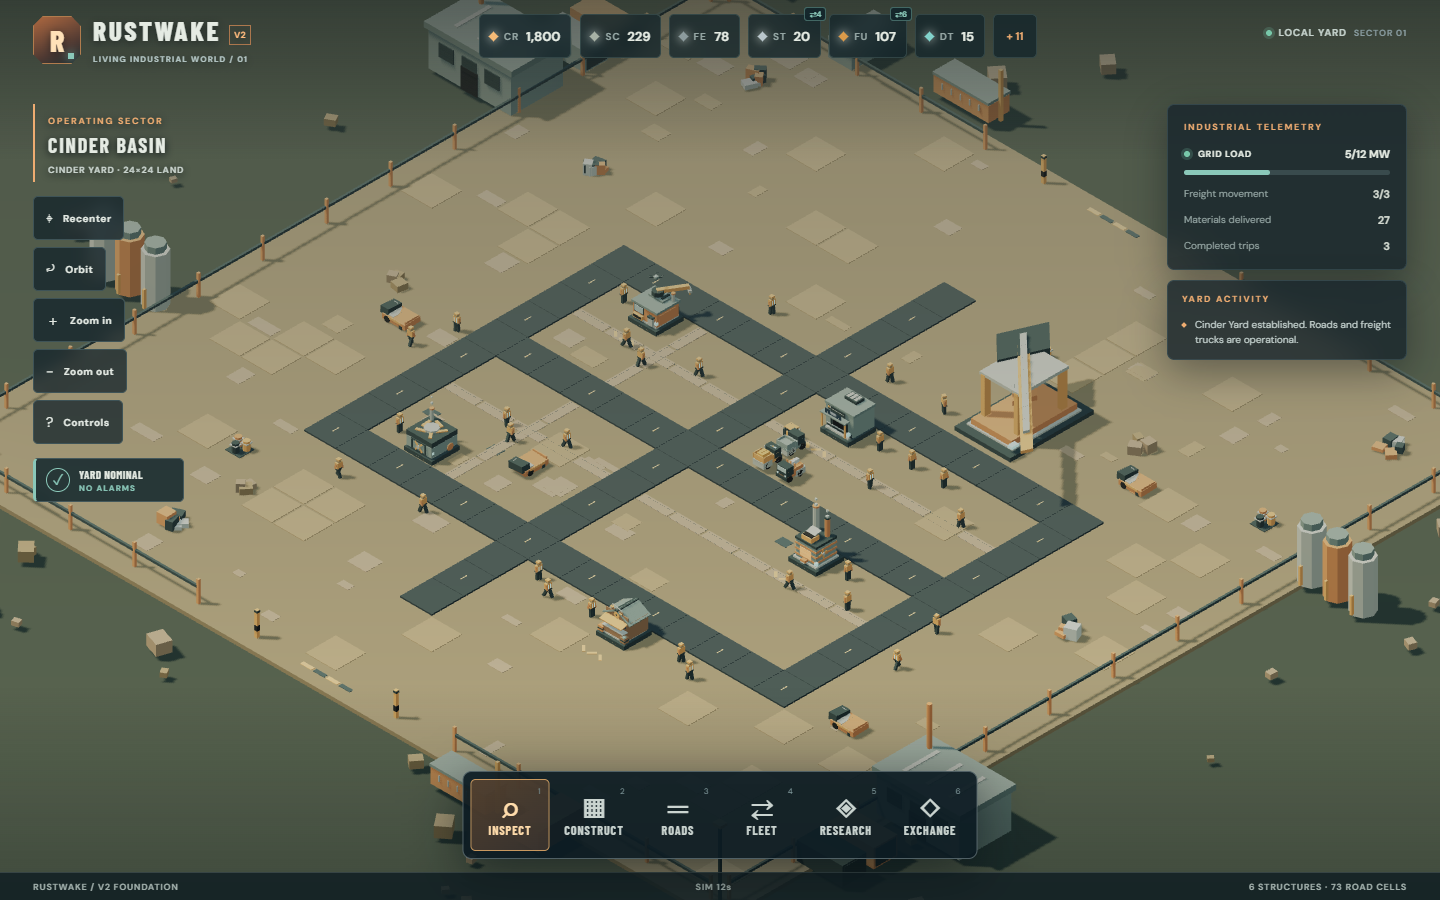 R RUSTWAKE V2
LIVING INDUSTRIAL WORLD / 01
CR 1,800
SC 229
FE 78
ST 20
⇄4
FU 107
⇄6
DT 15
+ 11
LOCAL YARD SECTOR 01
OPERATING SECTOR
CINDER BASIN
CINDER YARD · 24×24 LAND
Recenter
Orbit
+ Zoom in
− Zoom out
? Controls
YARD NOMINAL
NO ALARMS
INDUSTRIAL TELEMETRY
GRID LOAD 5/12 MW
Freight movement 3/3
Materials delivered 27
Completed trips 3
YARD ACTIVITY
Cinder Yard established. Roads and freight
trucks are operational.
1 INSPECT
2 CONSTRUCT
3 ROADS
4 FLEET
5 RESEARCH
6 EXCHANGE
RUSTWAKE / V2 FOUNDATION
SIM 12s
6 STRUCTURES · 73 ROAD CELLS